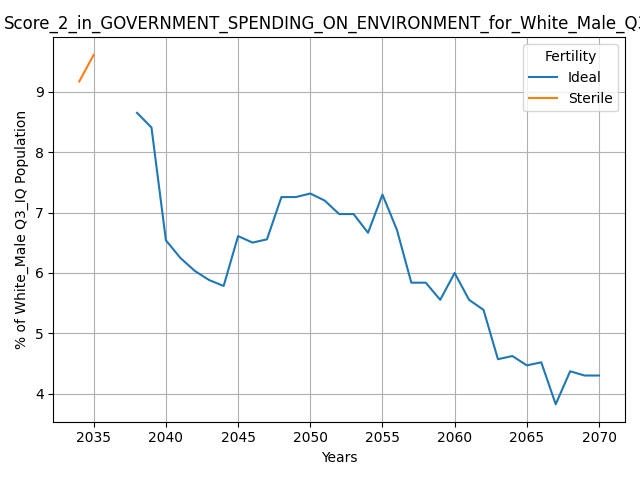 Score_2_in_GOVERNMENT_SPENDING_ON_ENVIRONMENT_for_White_Male_Q3
Fertility
Ideal
Sterile
% of White_Male Q3_IQ Population
9
8
7
6
5
4
2035 2040 2045 2050 2055 2060 2065 2070
Years